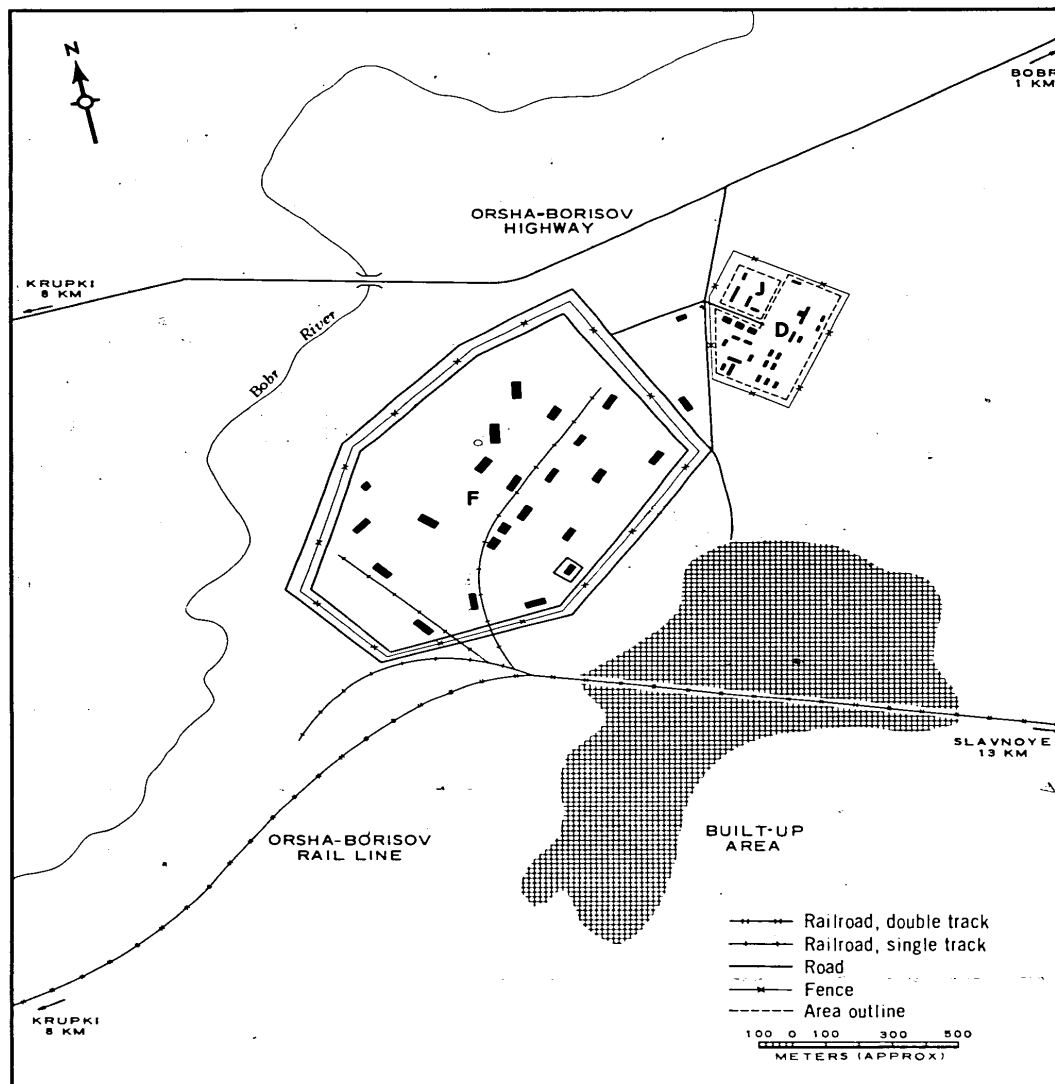 N
BOBR
1 KM
ORSHA-BORISOV
HIGHWAY
KRUPKI
8 KM
J
D
Bobr River
F
SLAVNOYE
13 KM
ORSHA-BORISOV
RAIL LINE
BUILT-UP
AREA
Railroad, double track
Railroad, single track
Road
Fence
Area outline
100 0 100 500
METERS (APPROX)
KRUPKI
8 KM